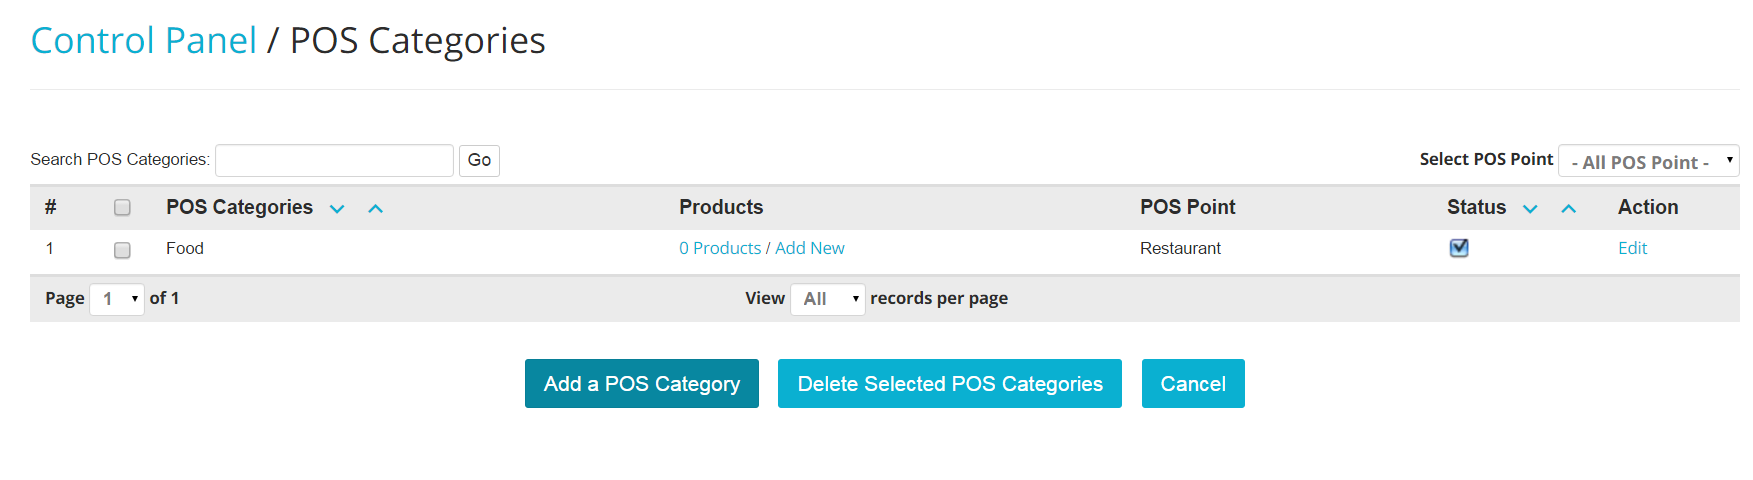 Control Panel / POS Categories
Search POS Categories: Go Select POS Point - All POS Point -
# POS Categories Products POS Point Status Action
1 Food 0 Products / Add New Restaurant Edit
Page 1 of 1 View All records per page
Add a POS Category Delete Selected POS Categories Cancel